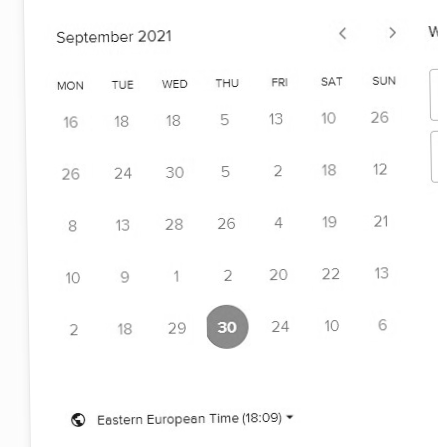 September 2021
MON TUE WED THU FRI SAT SUN
16 18 18 5 13 10 26
26 24 30 5 2 18 12
8 13 28 26 4 19 21
10 9 1 2 20 22 13
2 18 29 30 24 10 6
Eastern European Time (18:09)